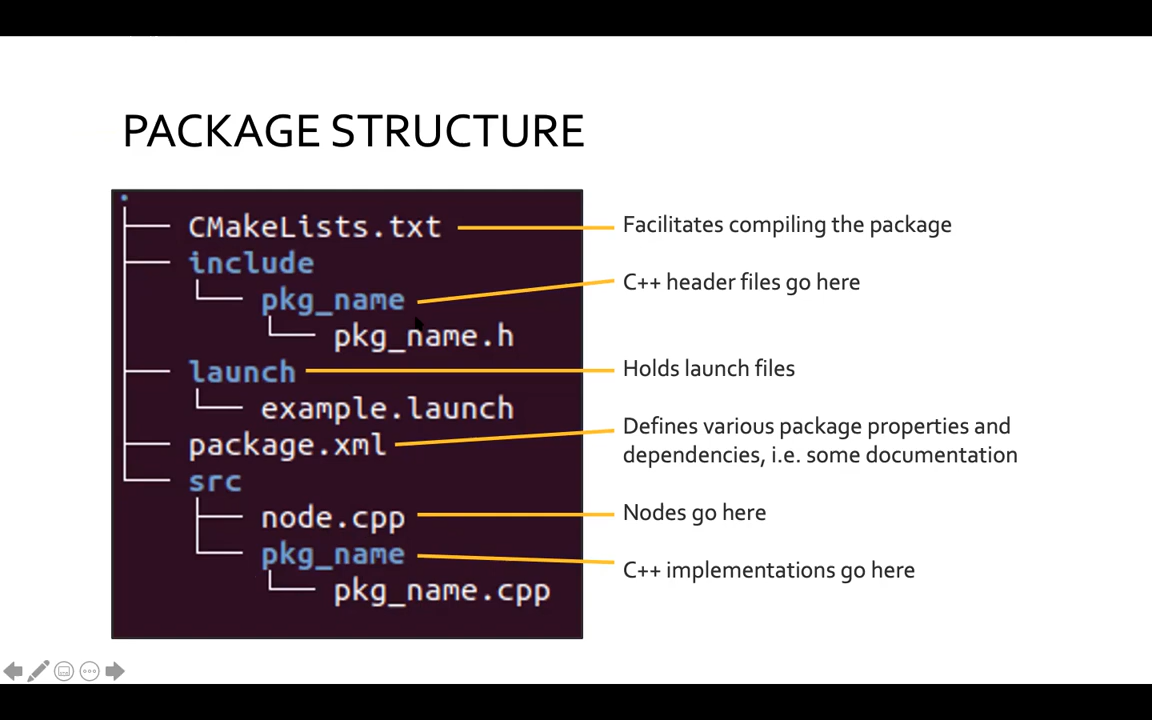 PACKAGE STRUCTURE
.
CMakeLists.txt
Facilitates compiling the package
include
pkg_name
C++ header files go here
pkg_name.h
launch
Holds launch files
example.launch
package.xml
Defines various package properties and
dependencies, i.e. some documentation
src
node.cpp
Nodes go here
pkg_name
C++ implementations go here
pkg_name.cpp